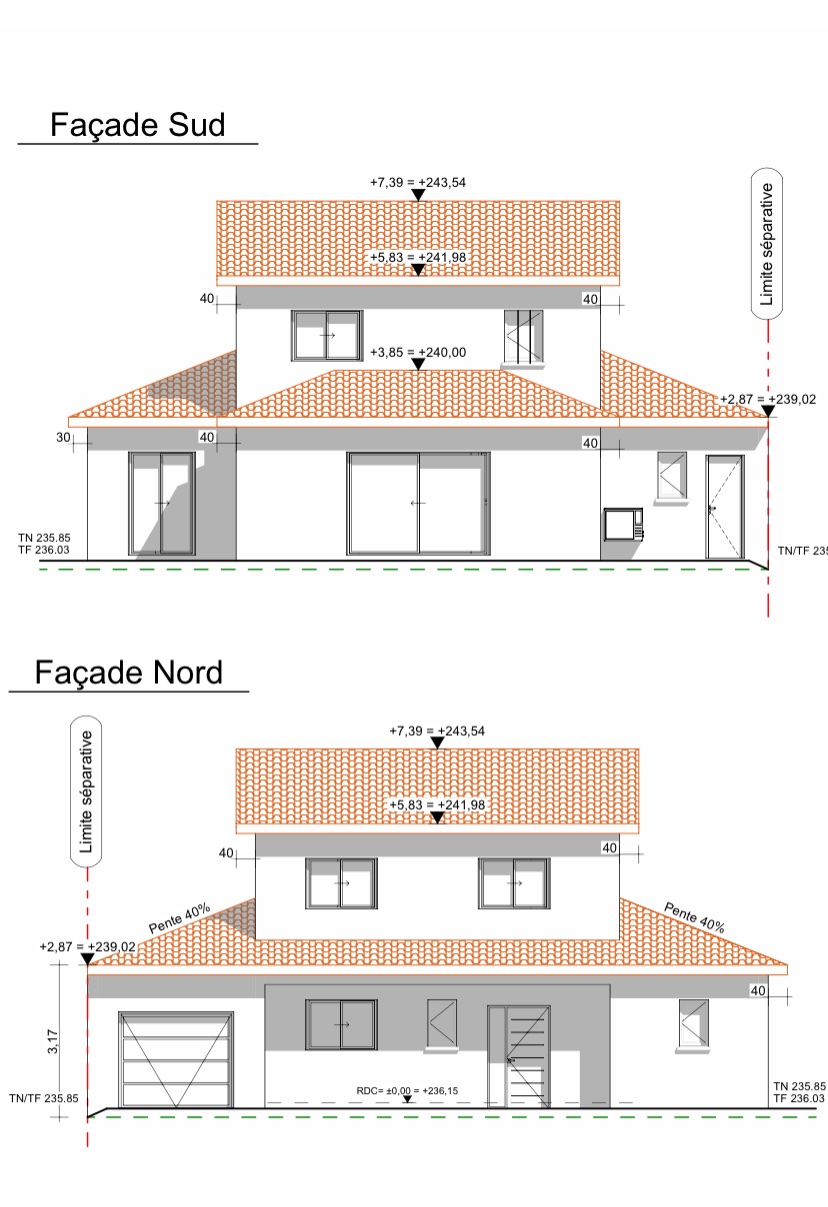 Façade Sud
+7,39 = +243,54
Limite séparative
+5,83 = +241,98
40
40
+3,85 = +240,00
+2,87 = +239,02
30
40
40
TN 235.85
TF 236.03
TN/TF 235
Façade Nord
+7,39 = +243,54
Limite séparative
+5,83 = +241,98
40
40
Pente 40%
Pente 40%
+2,87 = +239,02
40
3,17
RDC= ±0,00 = +236,15
TN/TF 235.85
TN 235.85
TF 236.03